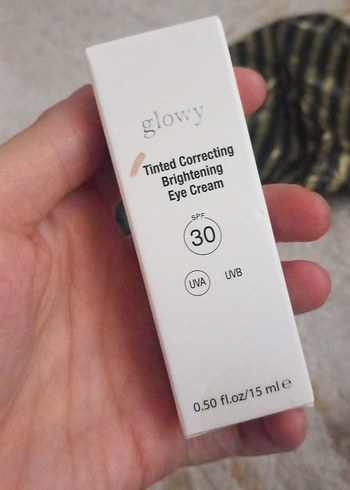 glowy
Tinted Correcting
Brightening
Eye Cream
SPF
30
UVA UVB
0.50 fl.oz/15 ml ℮